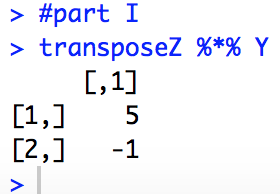 > #part I
> transposeZ %*% Y
     [,1]
[1,]    5
[2,]   -1
>